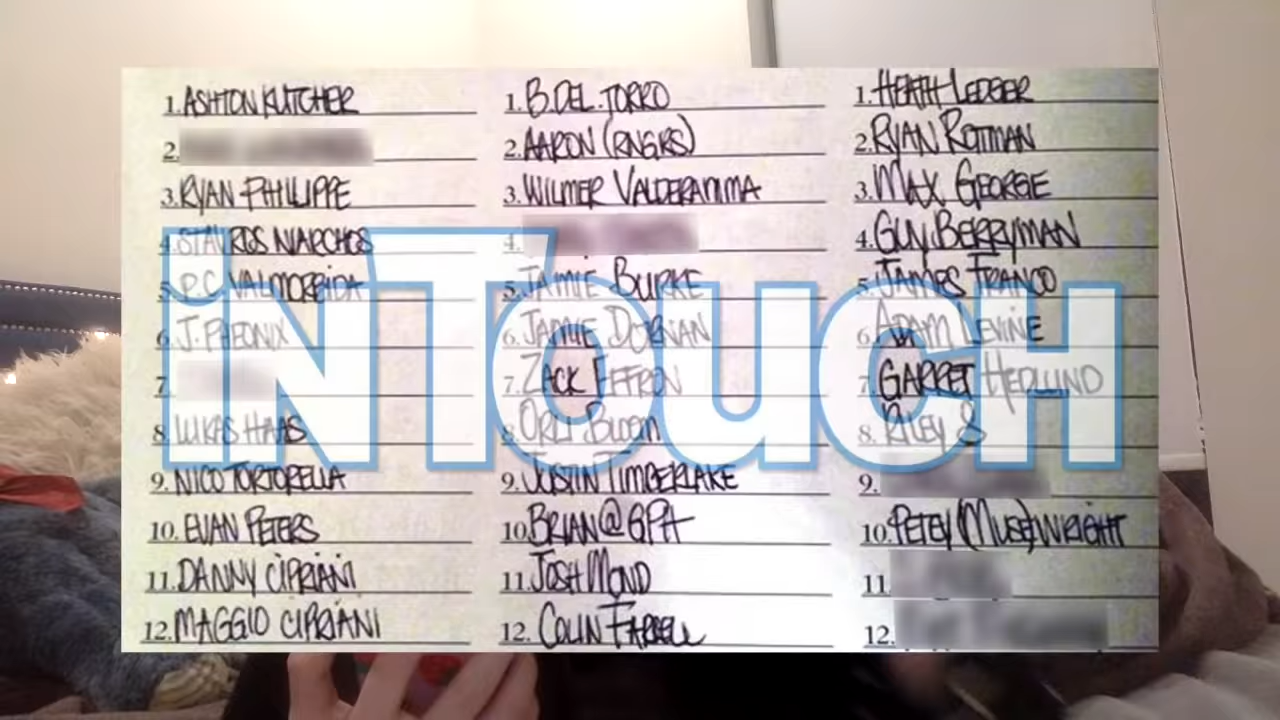 1. ASHTON KUTCHER
2.
3. RYAN PHILLIPPE
4. STAVROS NIARCHOS
5. P.C. VALMORBIDA
6. J. PHEONIX
7.
8. LUKAS HAAS
9. NICO TORTORELLA
10. EVAN PETERS
11. DANNY CIPRIANI
12. MAGGIO CIPRIANI
1. B. DEL. TORRO
2. AARON (RNGRS)
3. WILMER VALDERAMMA
4.
5. JAMIE BURKE
6. JAMIE DORNAN
7. ZACK EFFRON
8. ORLI BLOOM
9. JUSTIN TIMBERLAKE
10. BRIAN @ GPA
11. JOSH MOND
12. COLIN FARRELL
1. HEATH LEDGER
2. RYAN ROTTMAN
3. MAX GEORGE
4. GUY BERRYMAN
5. JAMES FRANCO
6. ADAM LEVINE
7. GARRET HEDLUND
8. RILEY S
9.
10. PETEY (MUSE) WRIGHT
11
12.
INTOUCH